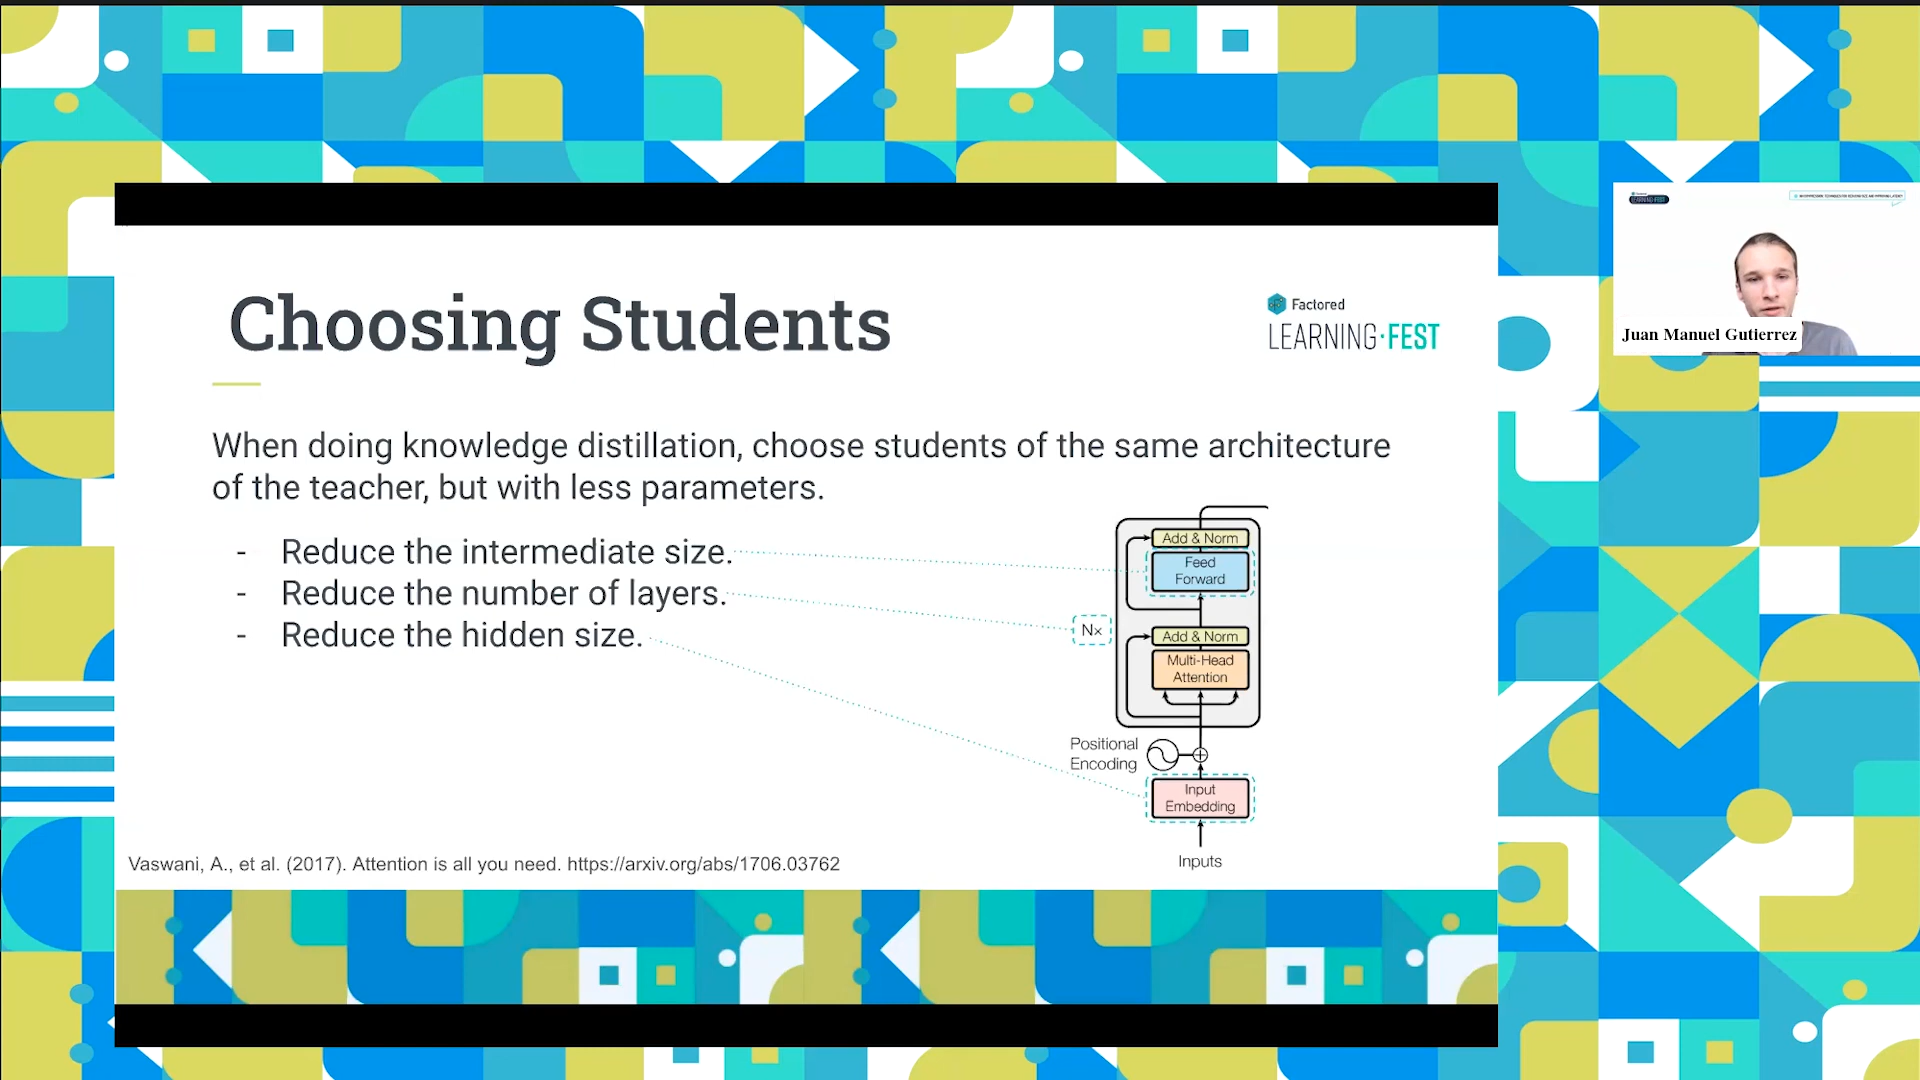 Choosing Students
Factored
LEARNING·FEST
Juan Manuel Gutierrez
When doing knowledge distillation, choose students of the same architecture
of the teacher, but with less parameters.
- Reduce the intermediate size.
- Reduce the number of layers.
- Reduce the hidden size.
Add & Norm
Feed
Forward
N×
Add & Norm
Multi-Head
Attention
Positional
Encoding
Input
Embedding
Inputs
Vaswani, A., et al. (2017). Attention is all you need. https://arxiv.org/abs/1706.03762